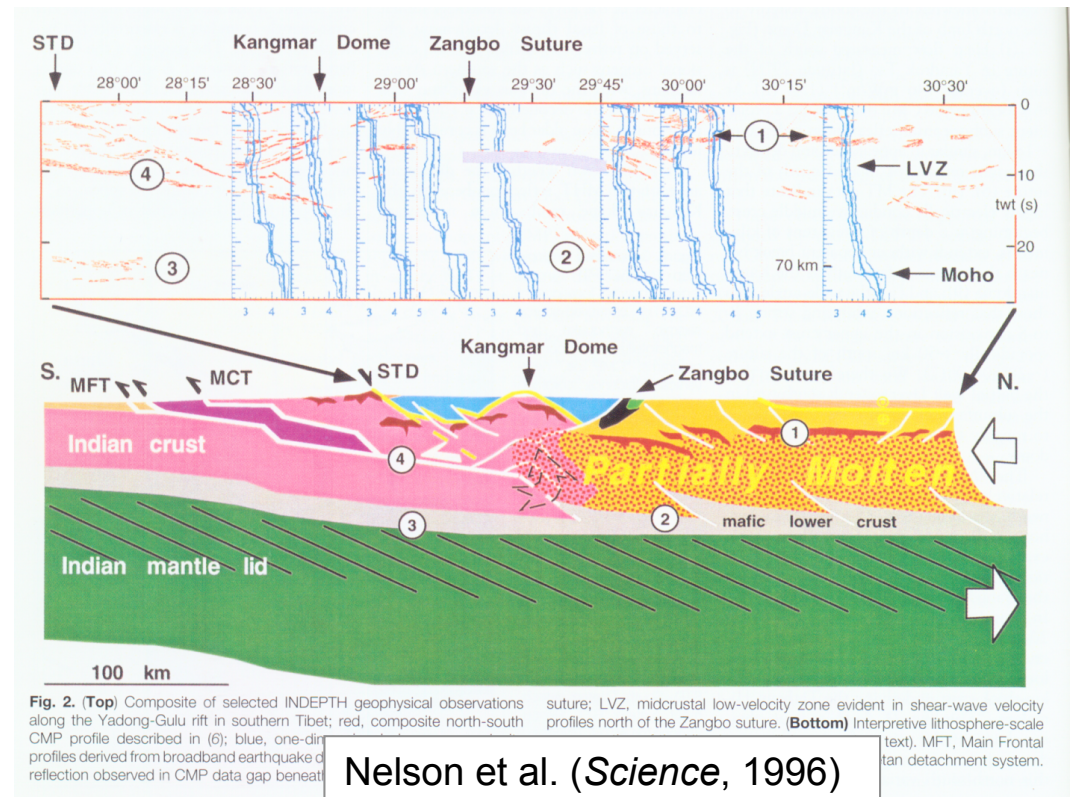 STD
Kangmar Dome
Zangbo Suture
28°00' 28°15' 28°30' 29°00' 29°30' 29°45' 30°00' 30°15' 30°30'
0
1
4
LVZ
10
twt (s)
2
20
3
70 km
Moho
3 4 3 4 3 4 3 4 5 3 4 5 3 4 5 3 4 4 5 3 4 5
Kangmar Dome
S.
MFT
MCT
STD
Zangbo Suture
N.
1
Indian crust
4
Partially Molten
3
2
mafic lower crust
Indian mantle lid
100 km
Fig. 2. (Top) Composite of selected INDEPTH geophysical observations
along the Yadong-Gulu rift in southern Tibet; red, composite north-south
CMP profile described in (6); blue,
profiles derived from broadband earthquake
reflection observed in CMP data gap
suture; LVZ, midcrustal low-velocity zone evident in shear-wave velocity
profiles north of the Zangbo suture. (Bottom) Interpretive lithosphere-scale
text). MFT, Main Frontal
detachment system.
Nelson et al. (Science, 1996)